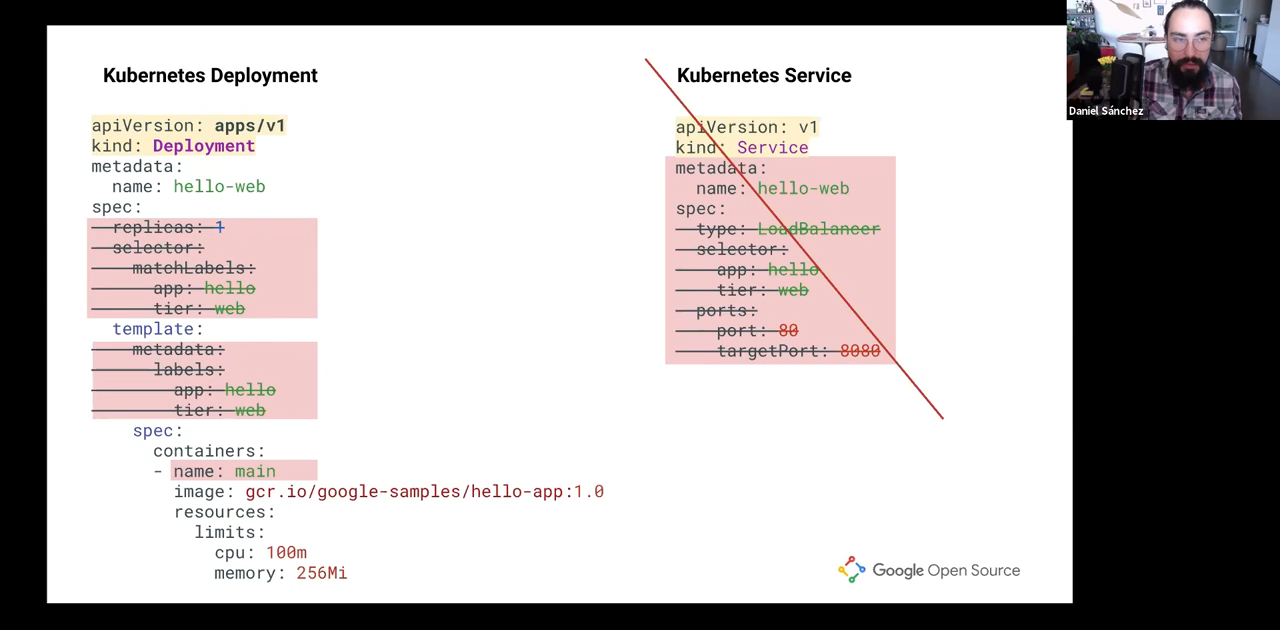 Kubernetes Deployment
apiVersion: apps/v1
kind: Deployment
metadata:
  name: hello-web
spec:
  replicas: 1
  selector:
    matchLabels:
      app: hello
      tier: web
  template:
    metadata:
      labels:
        app: hello
        tier: web
    spec:
      containers:
      - name: main
        image: gcr.io/google-samples/hello-app:1.0
        resources:
          limits:
            cpu: 100m
            memory: 256Mi
Kubernetes Service
apiVersion: v1
kind: Service
metadata:
  name: hello-web
spec:
  type: LoadBalancer
  selector:
    app: hello
    tier: web
  ports:
    port: 80
    targetPort: 8080
Google Open Source
Daniel Sánchez